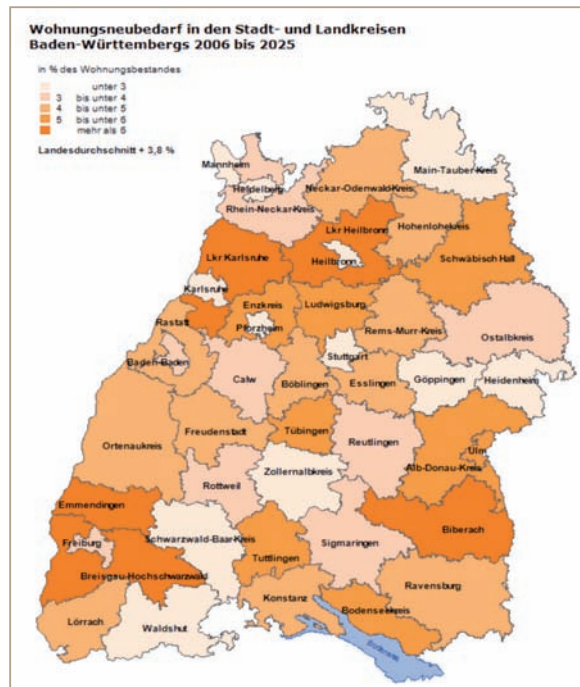 Wohnungsneubedarf in den Stadt- und Landkreisen
Baden-Württembergs 2006 bis 2025
in % des Wohnungsbestandes
unter 3
3 bis unter 4
4 bis unter 5
5 bis unter 6
mehr als 6
Landesdurchschnitt + 3,8 %
Mannheim
Main-Tauber-Kreis
Heidelberg
Neckar-Odenwald-Kreis
Rhein-Neckar-Kreis
Lkr Heilbronn
Hohenlohekreis
Lkr Karlsruhe
Heilbronn
Schwäbisch Hall
Karlsruhe
Enzkreis
Ludwigsburg
Rastatt
Pforzheim
Rems-Murr-Kreis
Ostalbkreis
Baden-Baden
Stuttgart
Calw
Böblingen
Esslingen
Göppingen
Heidenheim
Freudenstadt
Tübingen
Ortenaukreis
Reutlingen
Ulm
Alb-Donau-Kreis
Zollernalbkreis
Rottweil
Emmendingen
Biberach
Schwarzwald-Baar-Kreis
Freiburg
Sigmaringen
Tuttlingen
Breisgau-Hochschwarzwald
Ravensburg
Konstanz
Bodenseekreis
Lörrach
Waldshut